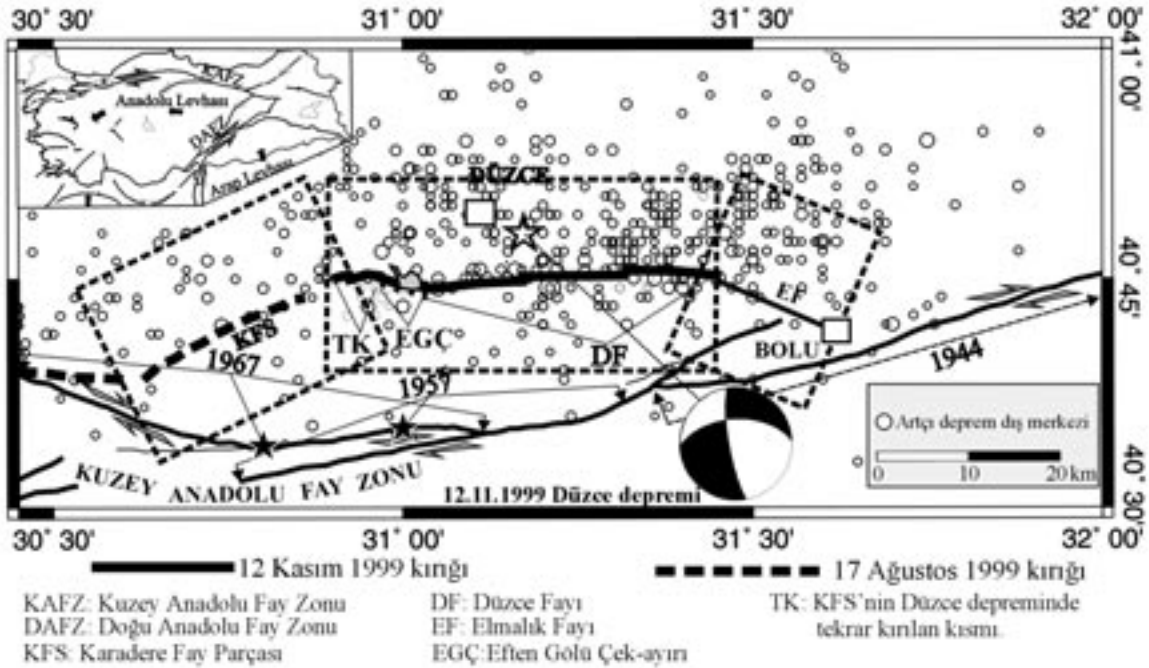 30° 30'
31° 00'
31° 30'
32° 00'
41° 00'
KAFZ
Anadolu Levhası
DAFZ
Arap Levhası
DÜZCE
40° 45'
EF
KFS
TK
EGÇ
DF
BOLU
1967
1957
1944
Artçı deprem dış merkezi
0 10 20 km
KUZEY ANADOLU FAY ZONU
12.11.1999 Düzce depremi
40° 30'
30° 30'
31° 00'
31° 30'
32° 00'
12 Kasım 1999 kırığı
17 Ağustos 1999 kırığı
KAFZ: Kuzey Anadolu Fay Zonu
DAFZ: Doğu Anadolu Fay Zonu
KFS: Karadere Fay Parçası
DF: Düzce Fayı
EF: Elmalık Fayı
EGÇ:Eften Gölü Çek-ayırı
TK: KFS'nin Düzce depreminde
tekrar kırılan kısmı.